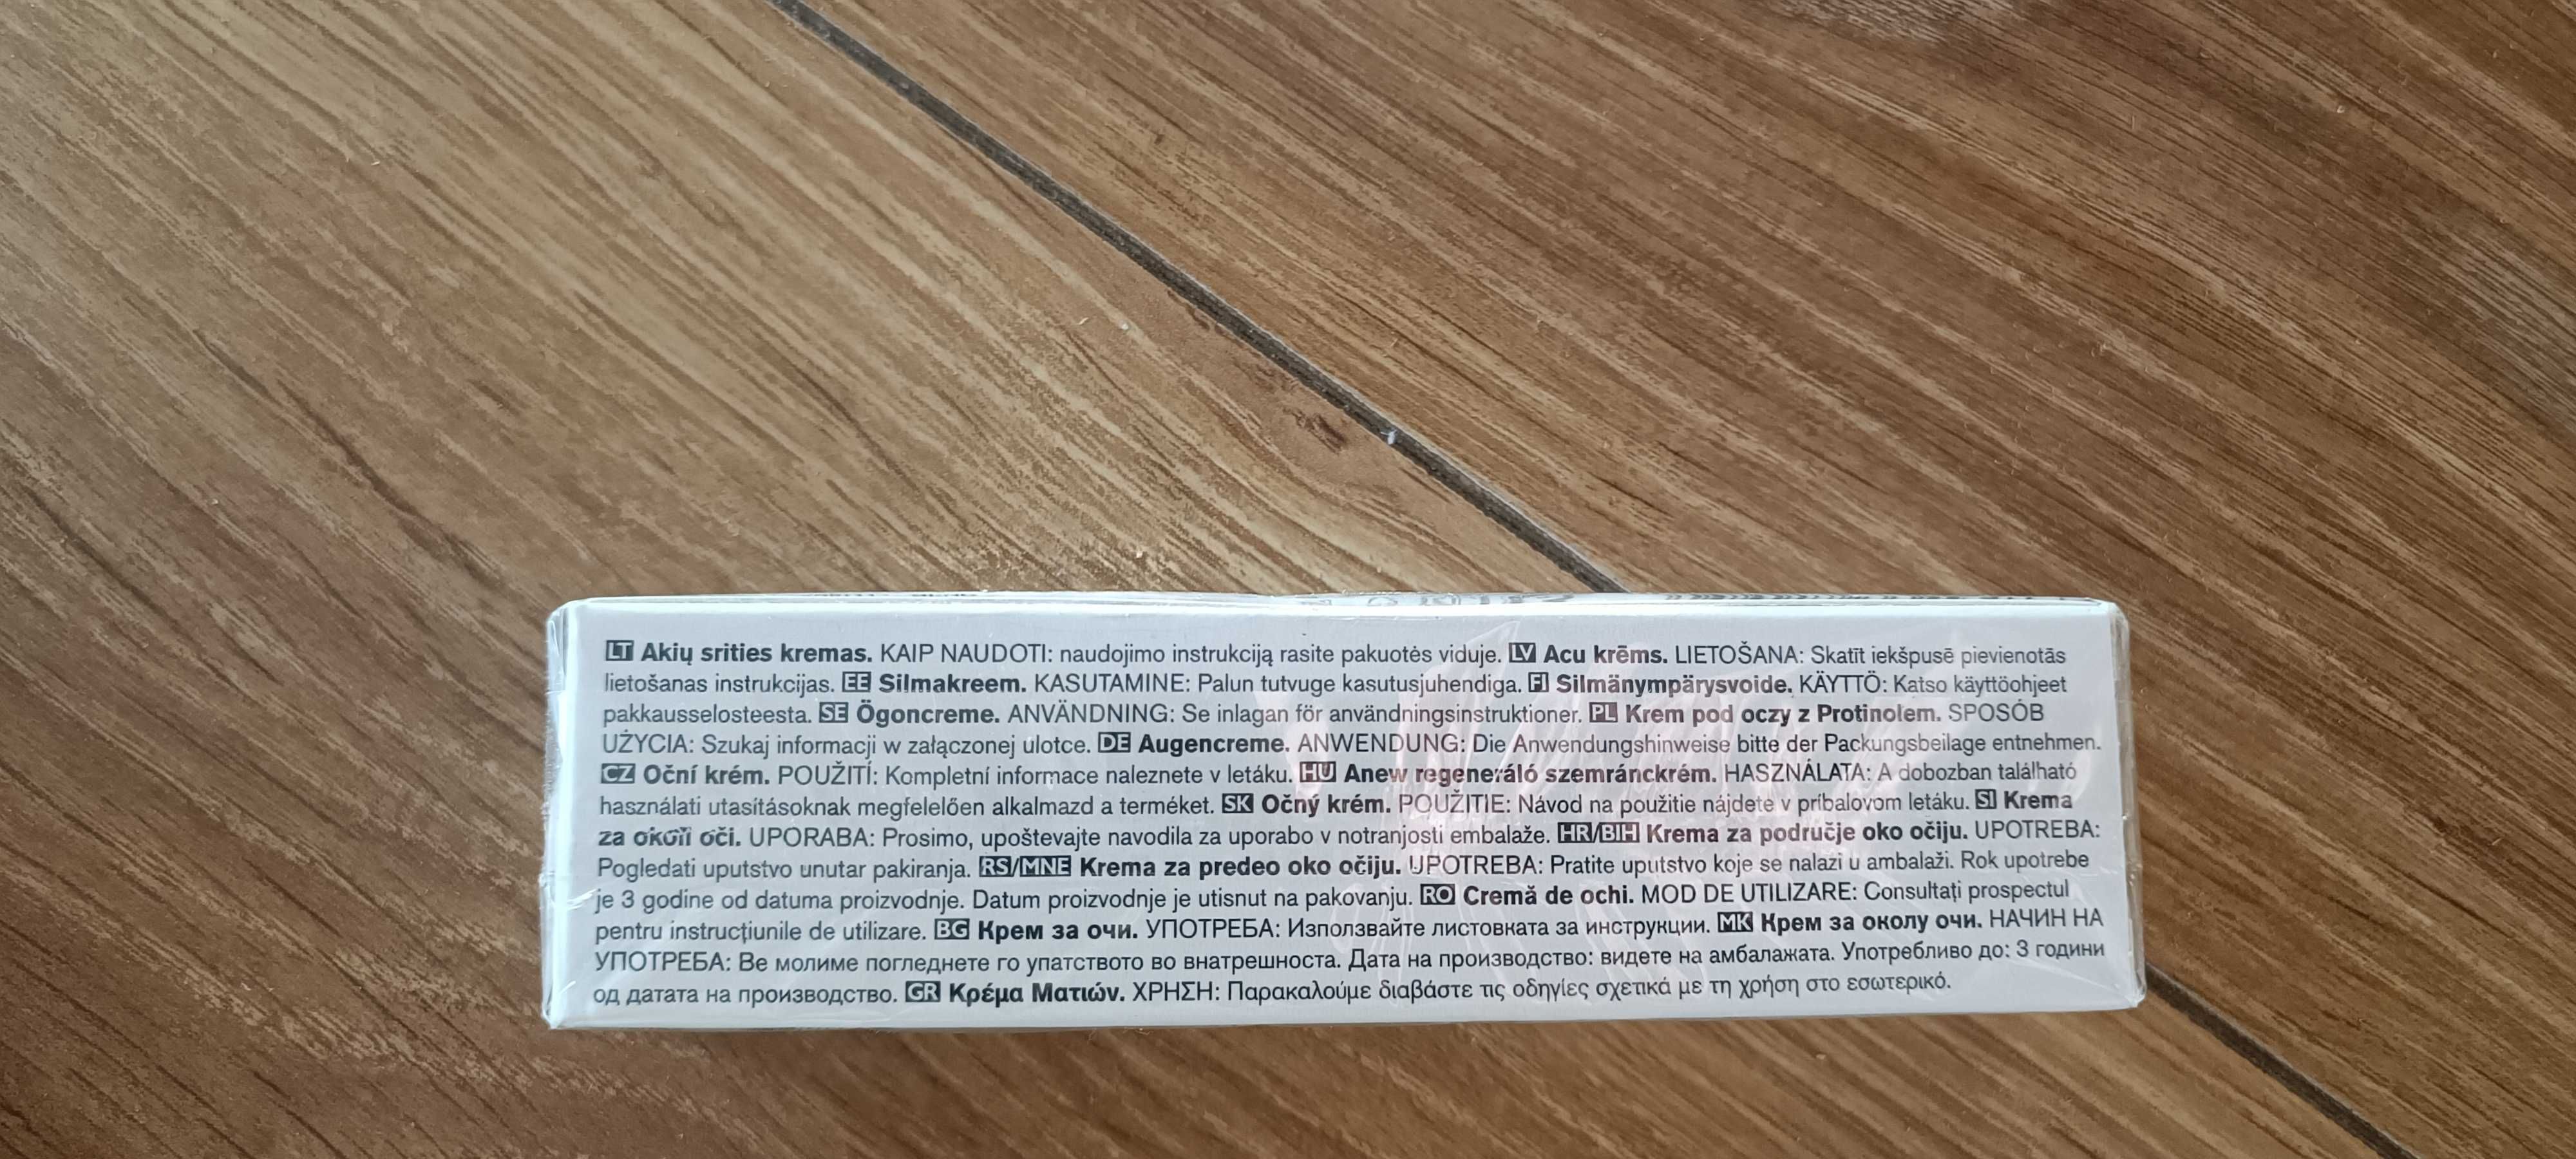 LT Akių srities kremas. KAIP NAUDOTI: naudojimo instrukciją rasite pakuotės viduje. LV Acu krēms. LIETOŠANA: Skatīt iekšpusē pievienotās
lietošanas instrukcijas. EE Silmakreem. KASUTAMINE: Palun tutvuge kasutusjuhendiga. FI Silmänympärysvoide. KÄYTTÖ: Katso käyttöohjeet
pakkausselosteesta. SE Ögoncreme. ANVÄNDNING: Se inlagan för användningsinstruktioner. PL Krem pod oczy z Protinolem. SPOSÓB
UŻYCIA: Szukaj informacji w załączonej ulotce. DE Augencreme. ANWENDUNG: Die Anwendungshinweise bitte der Packungsbeilage entnehmen.
CZ Oční krém. POUŽITÍ: Kompletní informace naleznete v letáku. HU Anew regeneráló szemránckrém. HASZNÁLATA: A dobozban található
használati utasításoknak megfelelően alkalmazd a terméket. SK Očný krém. POUŽITIE: Návod na použitie nájdete v príbalovom letáku. SI Krema
za okoli oči. UPORABA: Prosimo, upoštevajte navodila za uporabo v notranjosti embalaže. HR/BIH Krema za područje oko očiju. UPOTREBA:
Pogledati uputstvo unutar pakiranja. RS/MNE Krema za predeo oko očiju. UPOTREBA: Pratite uputstvo koje se nalazi u ambalaži. Rok upotrebe
je 3 godine od datuma proizvodnje. Datum proizvodnje je utisnut na pakovanju. RO Cremă de ochi. MOD DE UTILIZARE: Consultați prospectul
pentru instrucțiunile de utilizare. BG Крем за очи. УПОТРЕБА: Използвайте листовката за инструкции. MK Крем за околу очи. НАЧИН НА
УПОТРЕБА: Ве молиме погледнете го упатството во внатрешноста. Дата на производство: видете на амбалажата. Употребливо до: 3 години
од датата на производство. GR Κρέμα Ματιών. ΧΡΗΣΗ: Παρακαλούμε διαβάστε τις οδηγίες σχετικά με τη χρήση στο εσωτερικό.